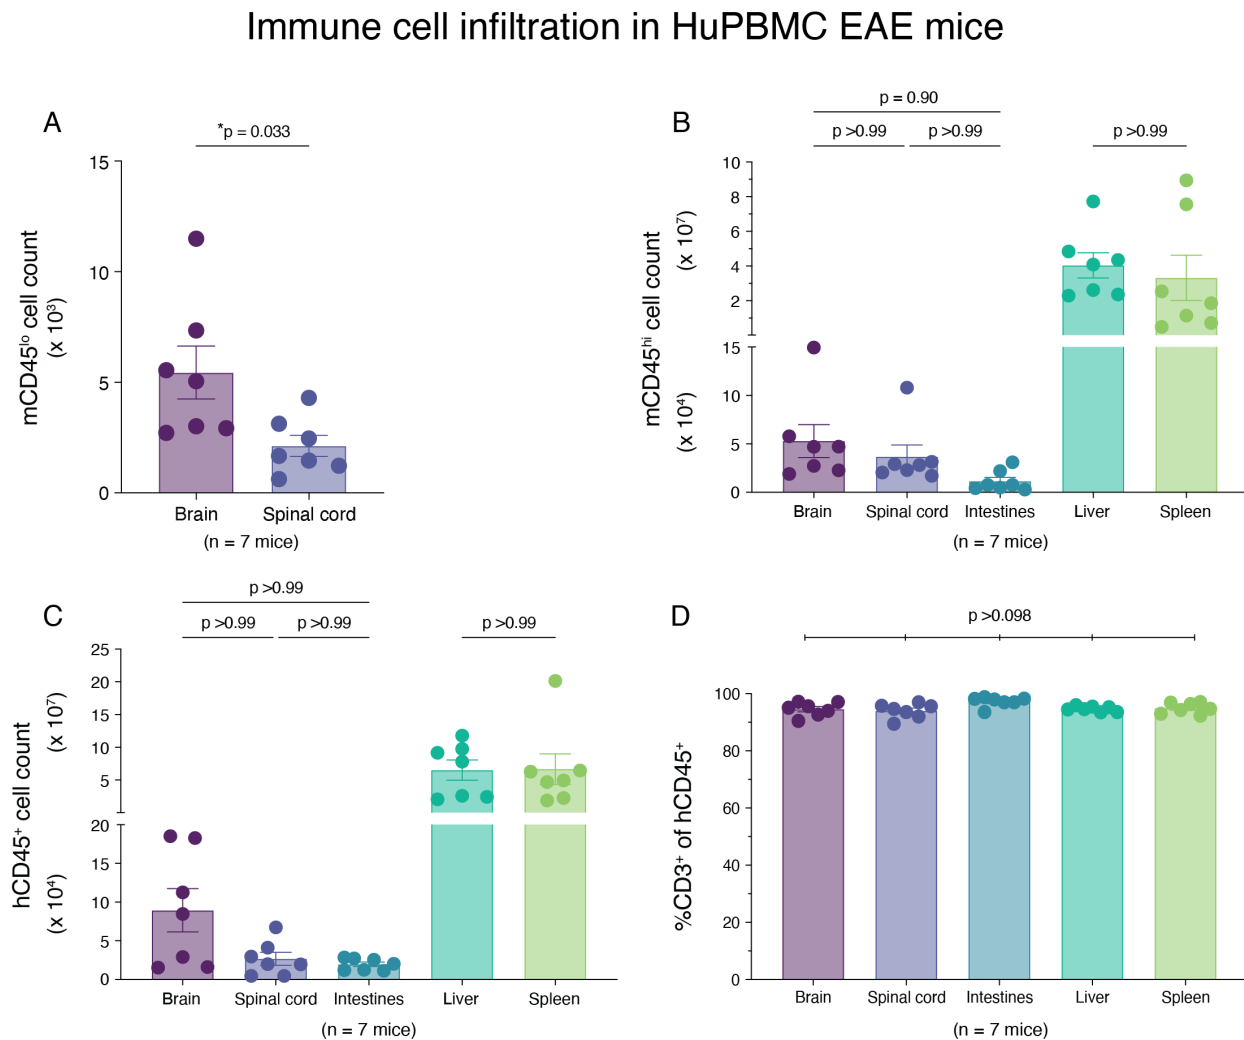 Immune cell infiltration in HuPBMC EAE mice
A
*p = 0.033
mCD45lo cell count
(x 10³)
15
10
5
0
Brain
Spinal cord
(n = 7 mice)
B
p = 0.90
p >0.99
p >0.99
p >0.99
mCD45hi cell count
(x 10⁷)
(x 10⁴)
10
8
6
4
2
15
10
5
0
Brain
Spinal cord
Intestines
Liver
Spleen
(n = 7 mice)
C
p >0.99
p >0.99
p >0.99
p >0.99
hCD45⁺ cell count
(x 10⁷)
(x 10⁴)
25
20
15
10
5
20
15
10
5
0
Brain
Spinal cord
Intestines
Liver
Spleen
(n = 7 mice)
D
p >0.098
%CD3⁺ of hCD45⁺
100
80
60
40
20
0
Brain
Spinal cord
Intestines
Liver
Spleen
(n = 7 mice)